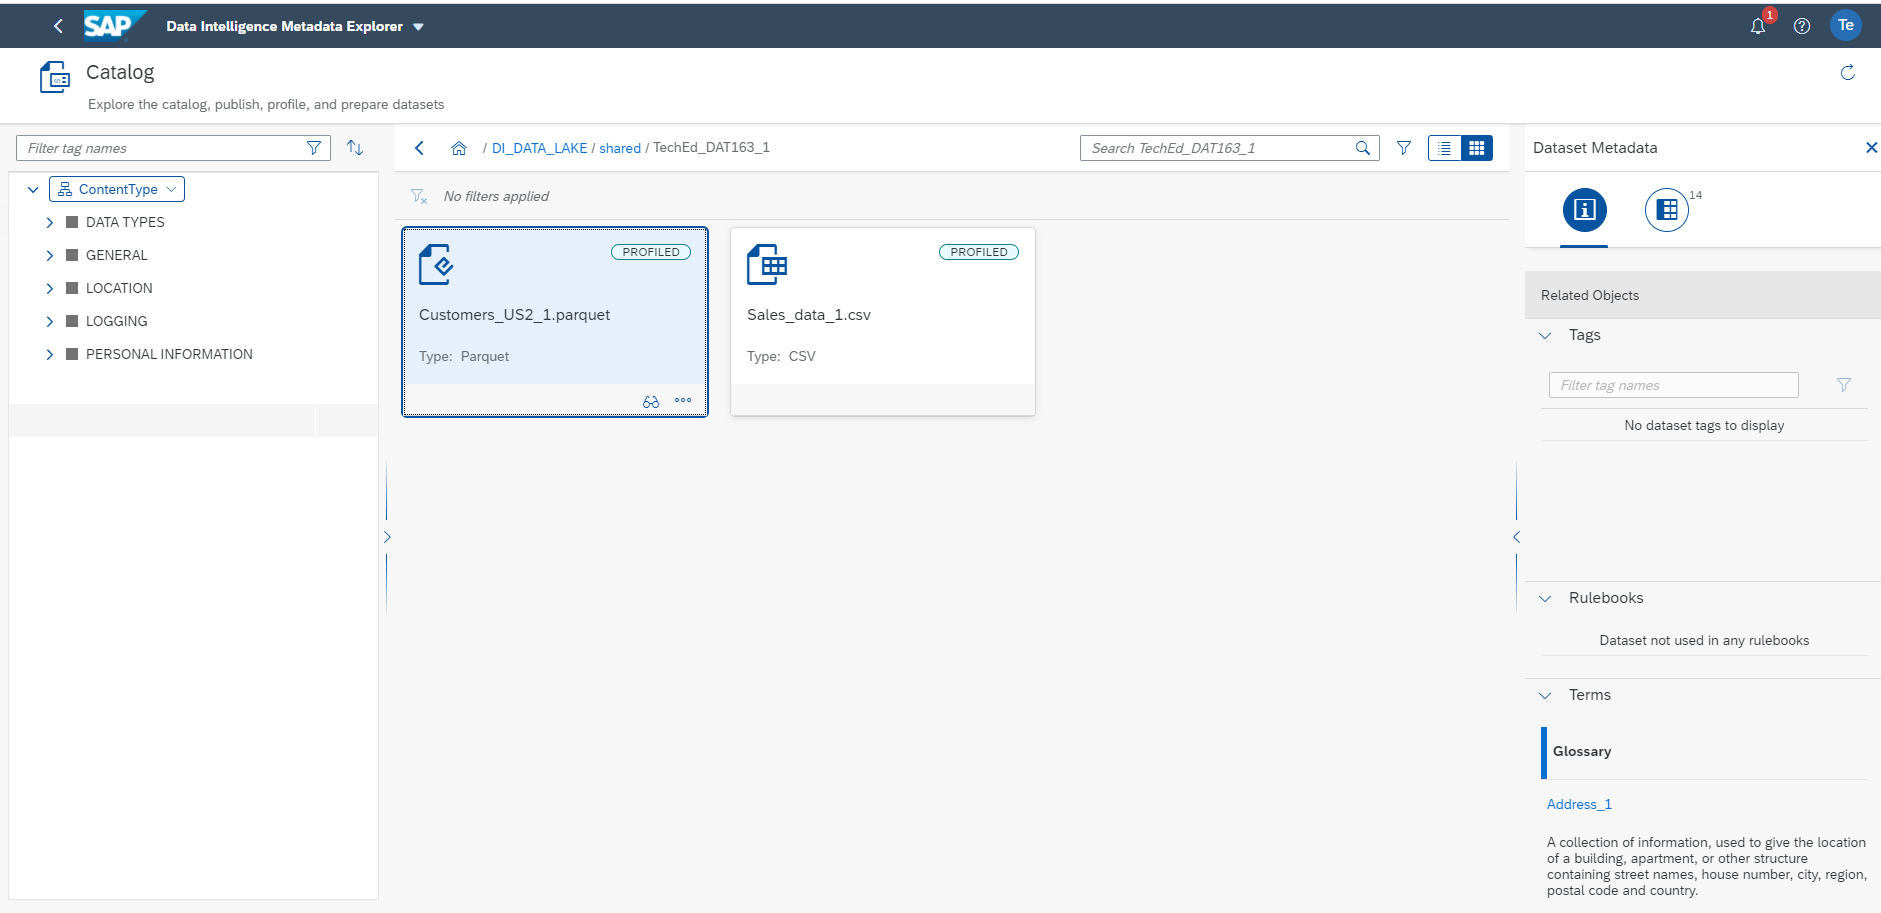 SAP Data Intelligence Metadata Explorer 1 Te
Catalog
Explore the catalog, publish, profile, and prepare datasets
Filter tag names
ContentType
DATA TYPES
GENERAL
LOCATION
LOGGING
PERSONAL INFORMATION
/ DI_DATA_LAKE / shared / TechEd_DAT163_1
Search TechEd_DAT163_1
No filters applied
PROFILED
Customers_US2_1.parquet
Type: Parquet
PROFILED
Sales_data_1.csv
Type: CSV
Dataset Metadata
14
Related Objects
Tags
Filter tag names
No dataset tags to display
Rulebooks
Dataset not used in any rulebooks
Terms
Glossary
Address_1
A collection of information, used to give the location
of a building, apartment, or other structure
containing street names, house number, city, region,
postal code and country.